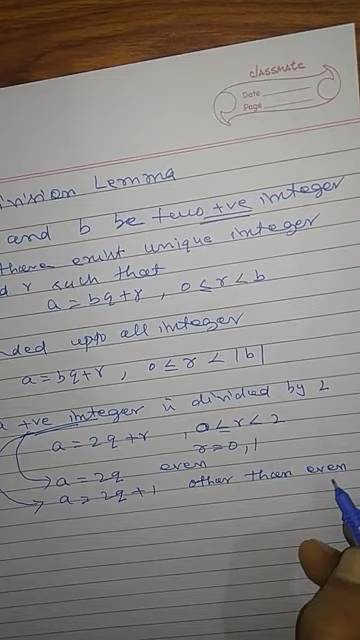 classmate
Date
Page
Division Lemma
and b be two +ve integer
there exist unique integer
d r such that
a = bq + r , 0 ≤ r < b
nded upto all integer
a = bq + r , 0 ≤ r < |b|
a +ve integer is divided by 2
a = 2q + r , 0 ≤ r < 2
r = 0, 1
a = 2q even
a = 2q + 1 other than even